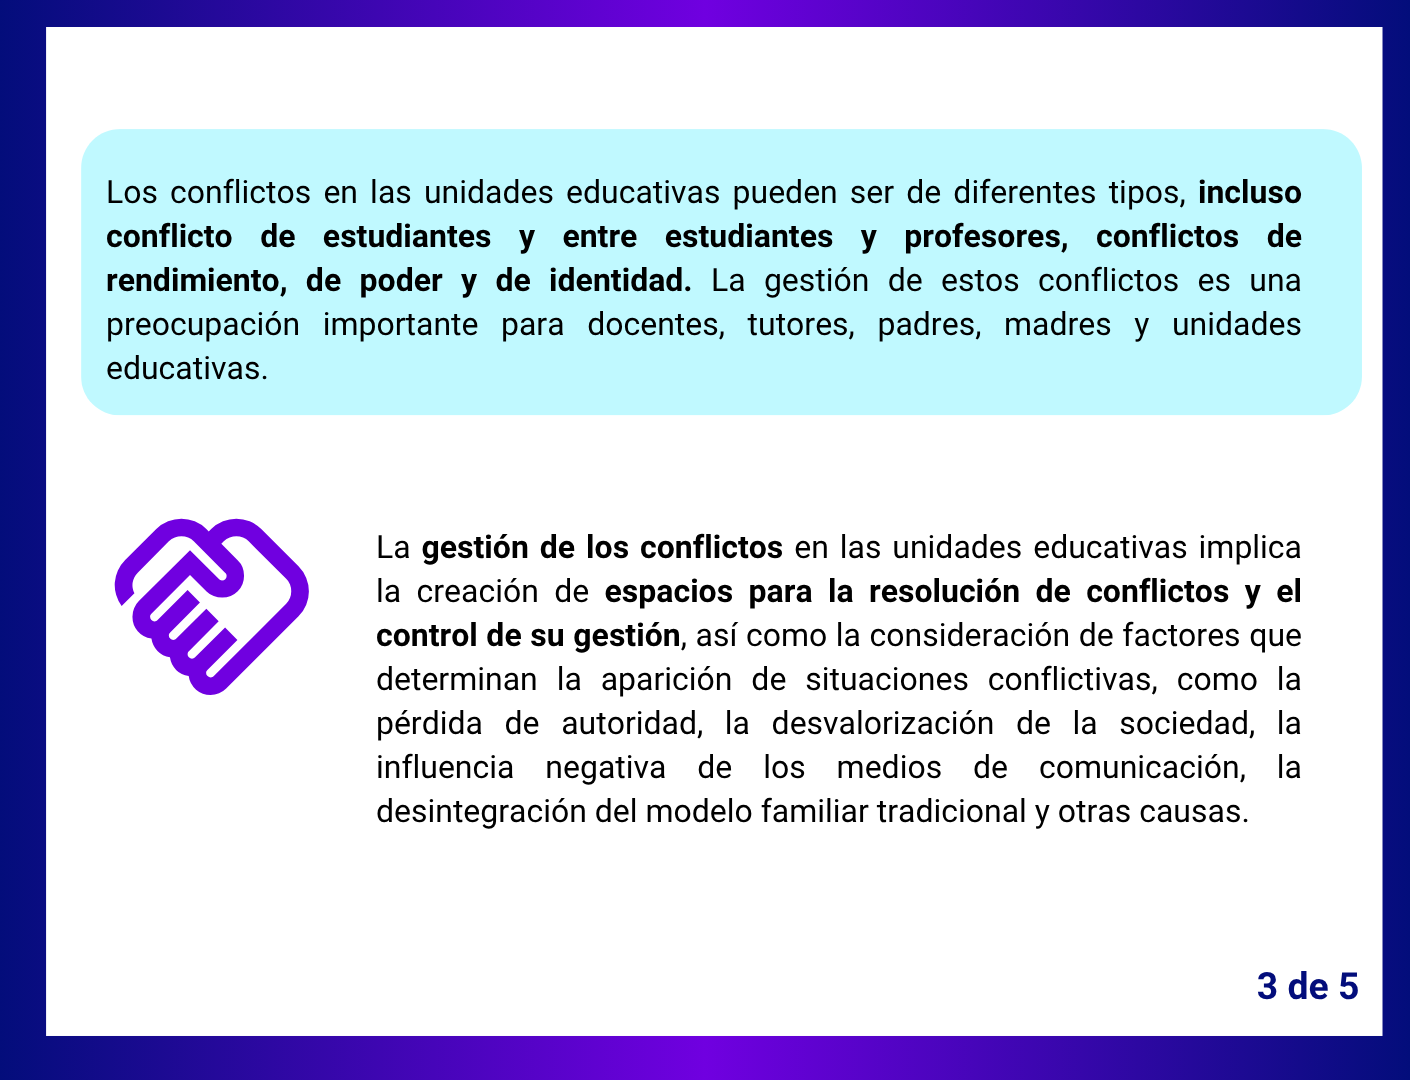 Los conflictos en las unidades educativas pueden ser de diferentes tipos, incluso
conflicto de estudiantes y entre estudiantes y profesores, conflictos de
rendimiento, de poder y de identidad. La gestión de estos conflictos es una
preocupación importante para docentes, tutores, padres, madres y unidades
educativas.
La gestión de los conflictos en las unidades educativas implica
la creación de espacios para la resolución de conflictos y el
control de su gestión, así como la consideración de factores que
determinan la aparición de situaciones conflictivas, como la
pérdida de autoridad, la desvalorización de la sociedad, la
influencia negativa de los medios de comunicación, la
desintegración del modelo familiar tradicional y otras causas.
3 de 5